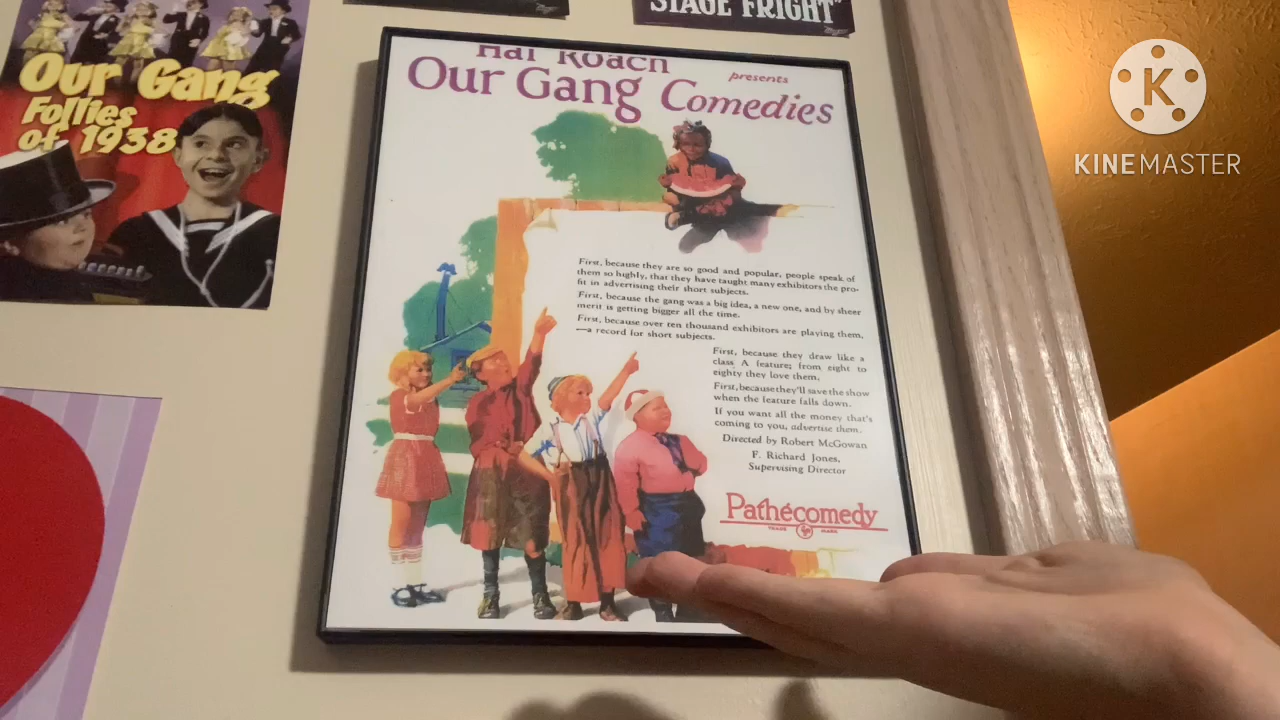 STAGE FRIGHT"
Our Gang
Follies
of 1938
Hal Roach
presents
Our Gang Comedies
First, because they are so good and popular, people speak of
them so highly, that they have taught many exhibitors the pro-
fit in advertising their short subjects.
First, because the gang was a big idea, a new one, and by sheer
merit is getting bigger all the time.
First, because over ten thousand exhibitors are playing them,
—a record for short subjects.
First, because they draw like a
class A feature; from eight to
eighty they love them.
First, because they'll save the show
when the feature falls down.
If you want all the money that's
coming to you, advertise them.
Directed by Robert McGowan
F. Richard Jones,
Supervising Director
Pathécomedy
TRADE MARK
K
KINEMASTER